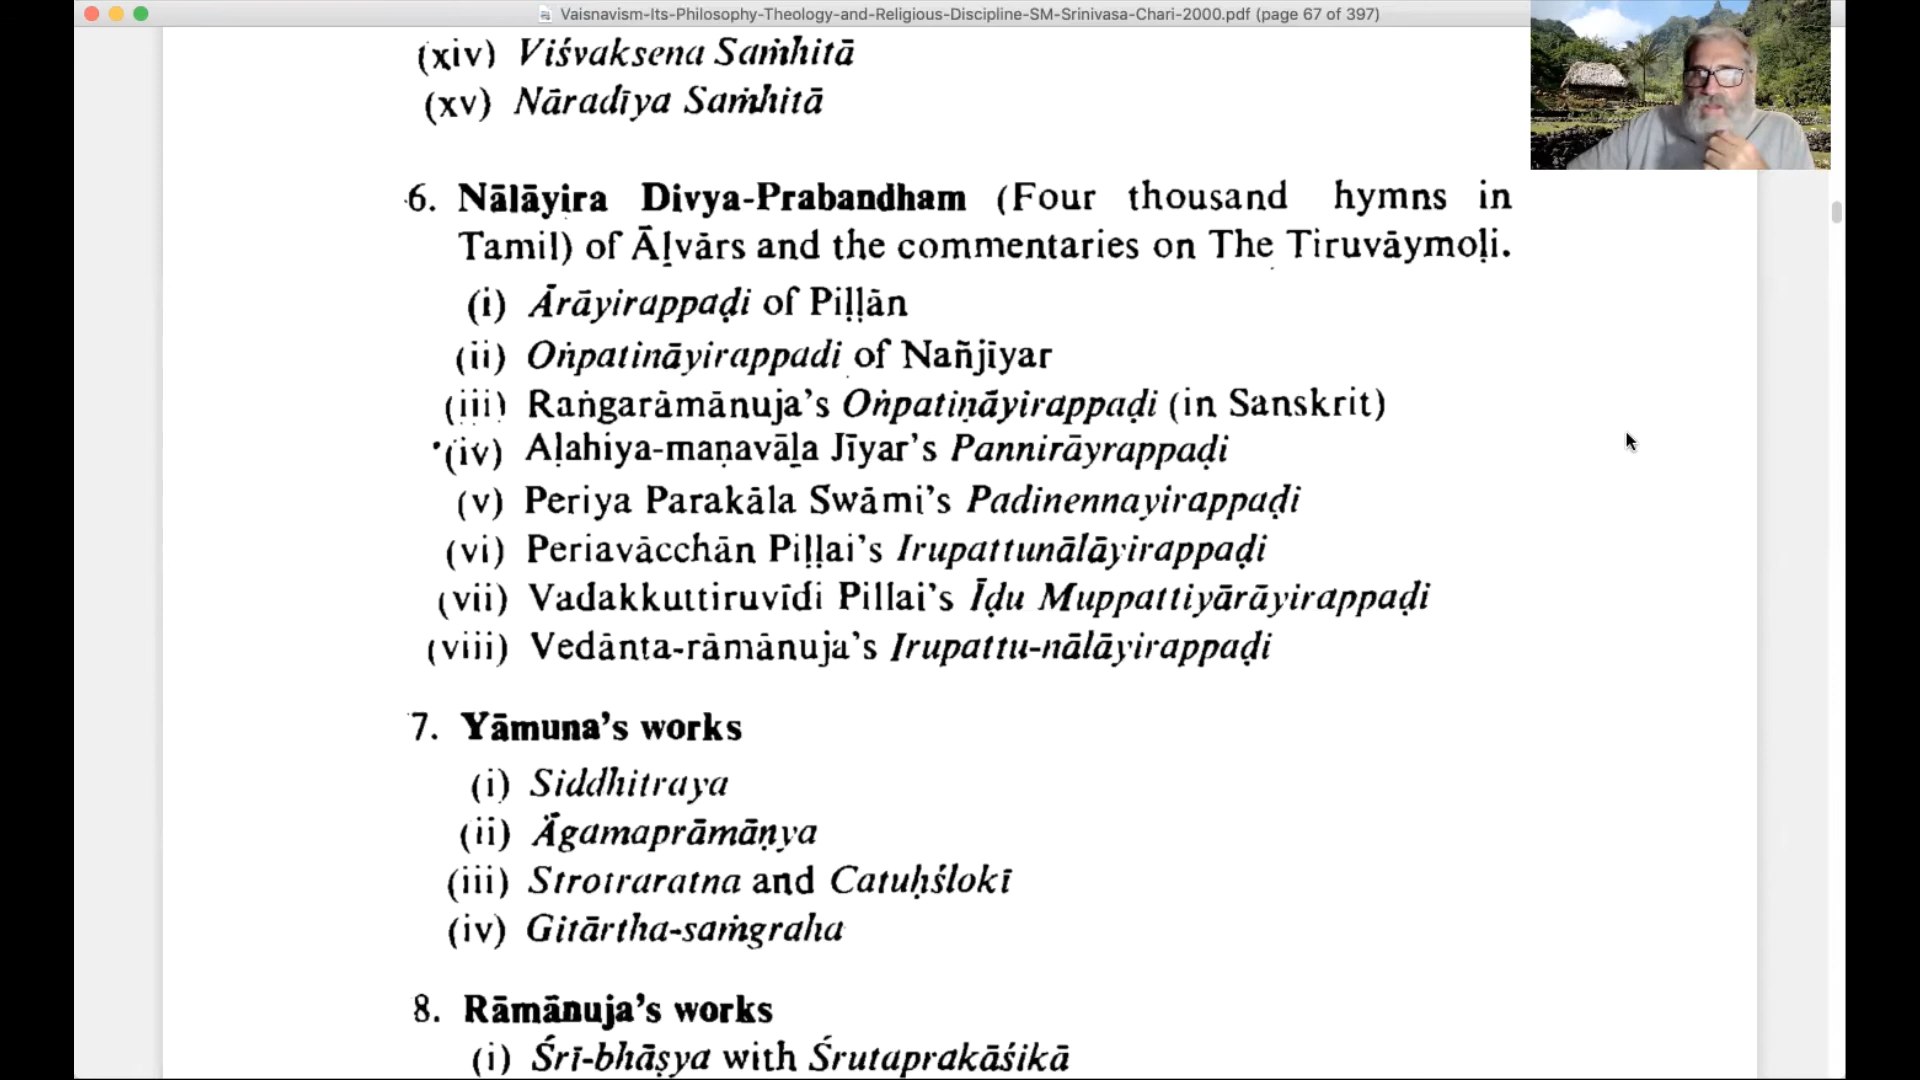 Vaisnavism-Its-Philosophy-Theology-and-Religious-Discipline-SM-Srinivasa-Chari-2000.pdf (page 67 of 397)
(xiv) Viśvaksena Saṁhitā
(xv) Nāradīya Saṁhitā
6. Nālāyira Divya-Prabandham (Four thousand hymns in
Tamil) of Āḻvārs and the commentaries on The Tiruvāymoḷi.
(i) Ārāyirappaḍi of Piḷḷān
(ii) Oṅpatināyirappadi of Nañjīyar
(iii) Raṅgarāmānuja's Oṅpatiṇāyirappaḍi (in Sanskrit)
(iv) Aḷahiya-maṇavāḻa Jīyar's Pannirāyrappaḍi
(v) Periya Parakāla Swāmi's Padinennayirappaḍi
(vi) Periavācchān Piḷḷai's Irupattunālāyirappaḍi
(vii) Vadakkuttiruvīdi Pillai's Īḍu Muppattiyārāyirappaḍi
(viii) Vedānta-rāmānuja's Irupattu-nālāyirappaḍi
7. Yāmuna's works
(i) Siddhitraya
(ii) Āgamaprāmāṇya
(iii) Strotraratna and Catuḥślokī
(iv) Gitārtha-saṁgraha
8. Rāmānuja's works
(i) Śrī-bhāṣya with Śrutaprakāśikā